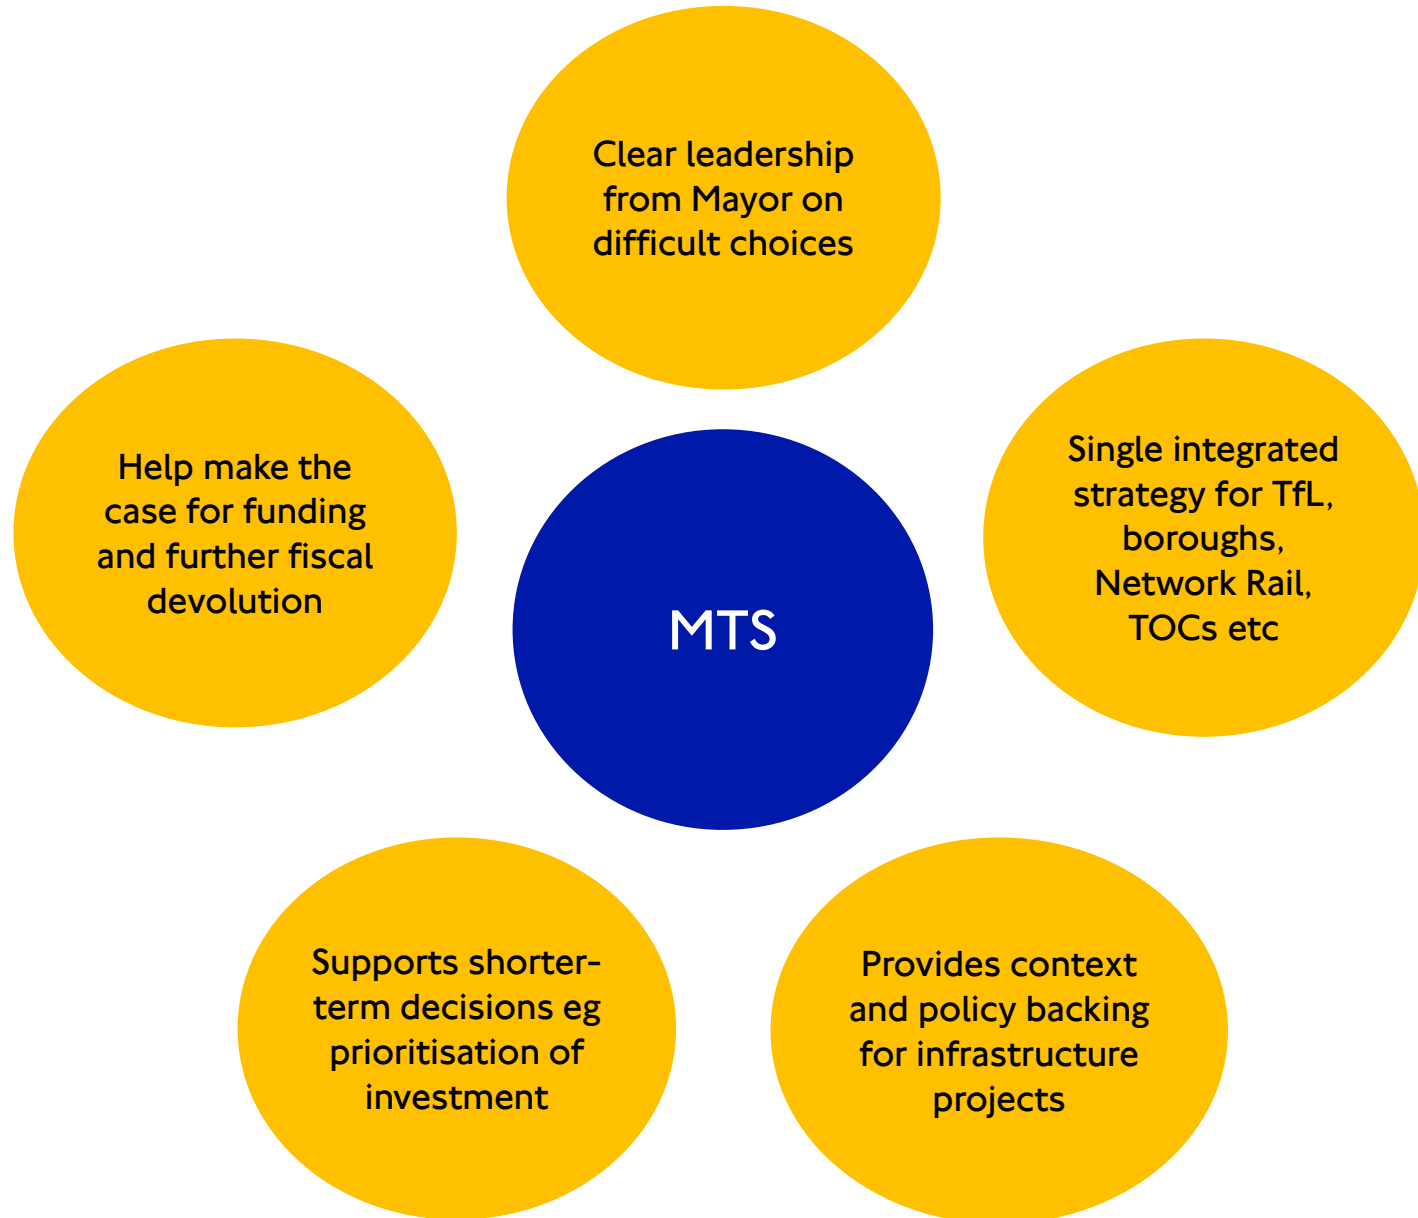 Clear leadership
from Mayor on
difficult choices
Help make the
case for funding
and further fiscal
devolution
Single integrated
strategy for TfL,
boroughs,
Network Rail,
TOCs etc
MTS
Supports shorter-
term decisions eg
prioritisation of
investment
Provides context
and policy backing
for infrastructure
projects